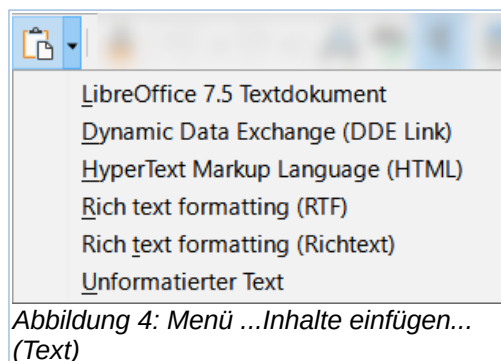 LibreOffice 7.5 Textdokument
Dynamic Data Exchange (DDE Link)
HyperText Markup Language (HTML)
Rich text formatting (RTF)
Rich text formatting (Richtext)
Unformatierter Text
Abbildung 4: Menü ...Inhalte einfügen...
(Text)